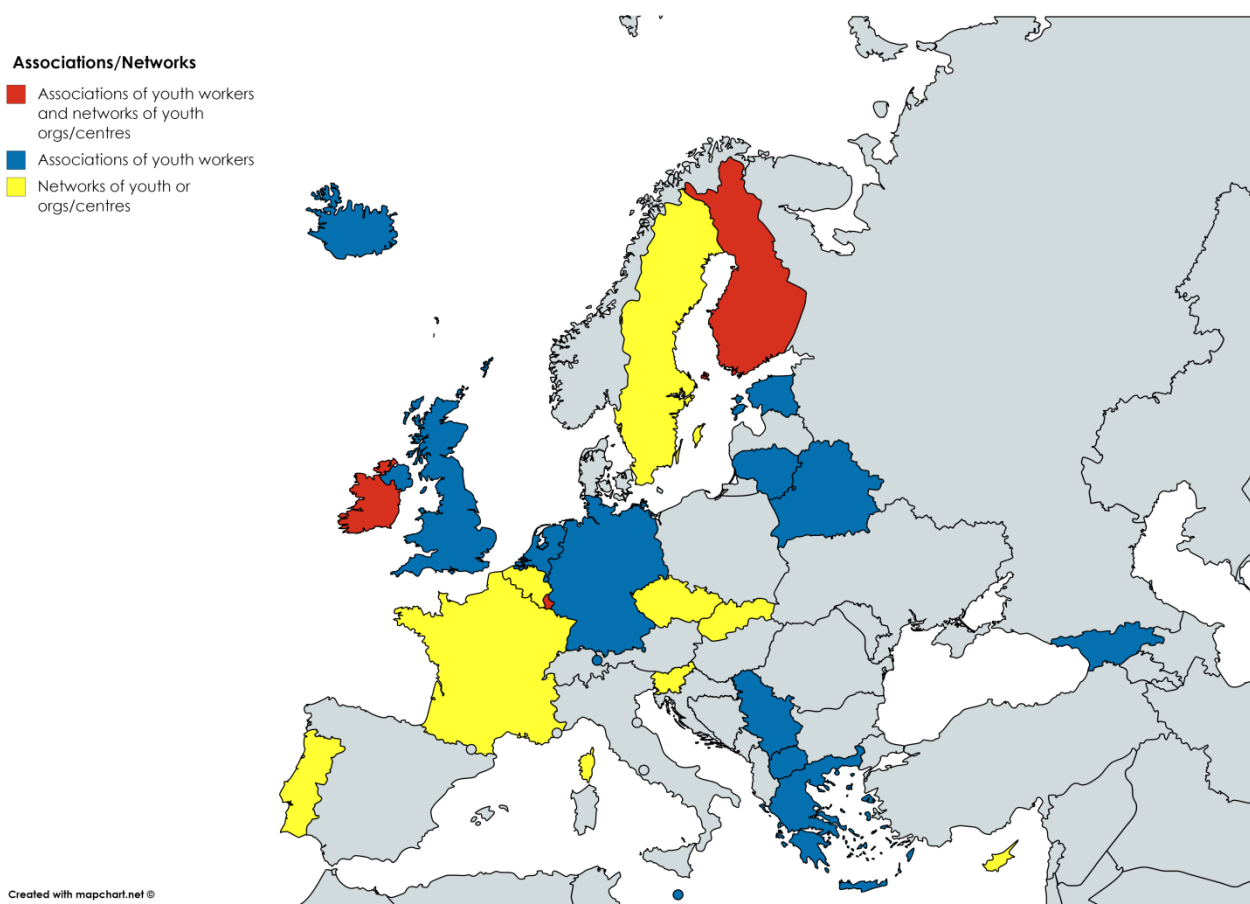 Associations/Networks
Associations of youth workers
and networks of youth
orgs/centres
Associations of youth workers
Networks of youth or
orgs/centres
Created with mapchart.net ©